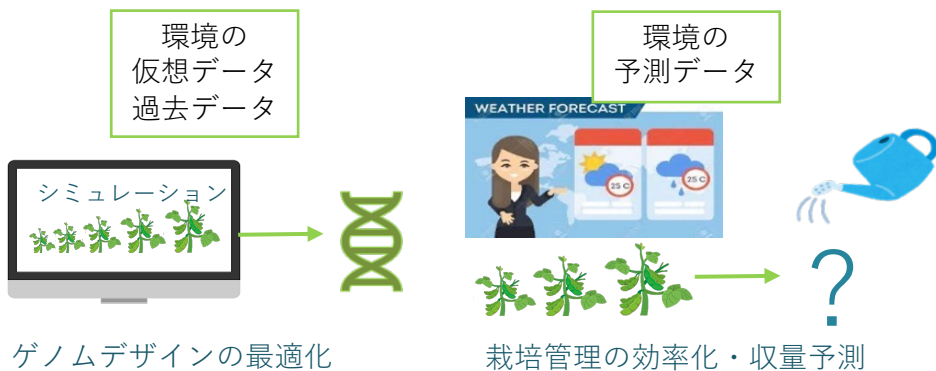 環境の
仮想データ
過去データ
シミュレーション
ゲノムデザインの最適化
環境の
予測データ
WEATHER FORECAST
25 C
25 C
?
栽培管理の効率化・収量予測